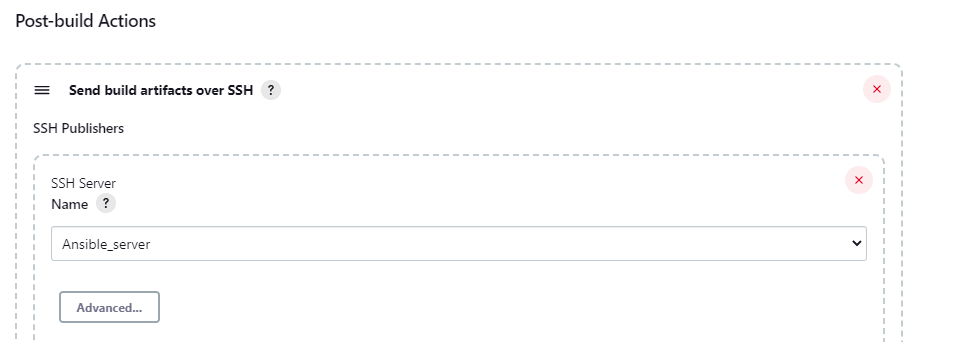 Post-build Actions
Send build artifacts over SSH ?
SSH Publishers
SSH Server
Name ?
Ansible_server
Advanced...